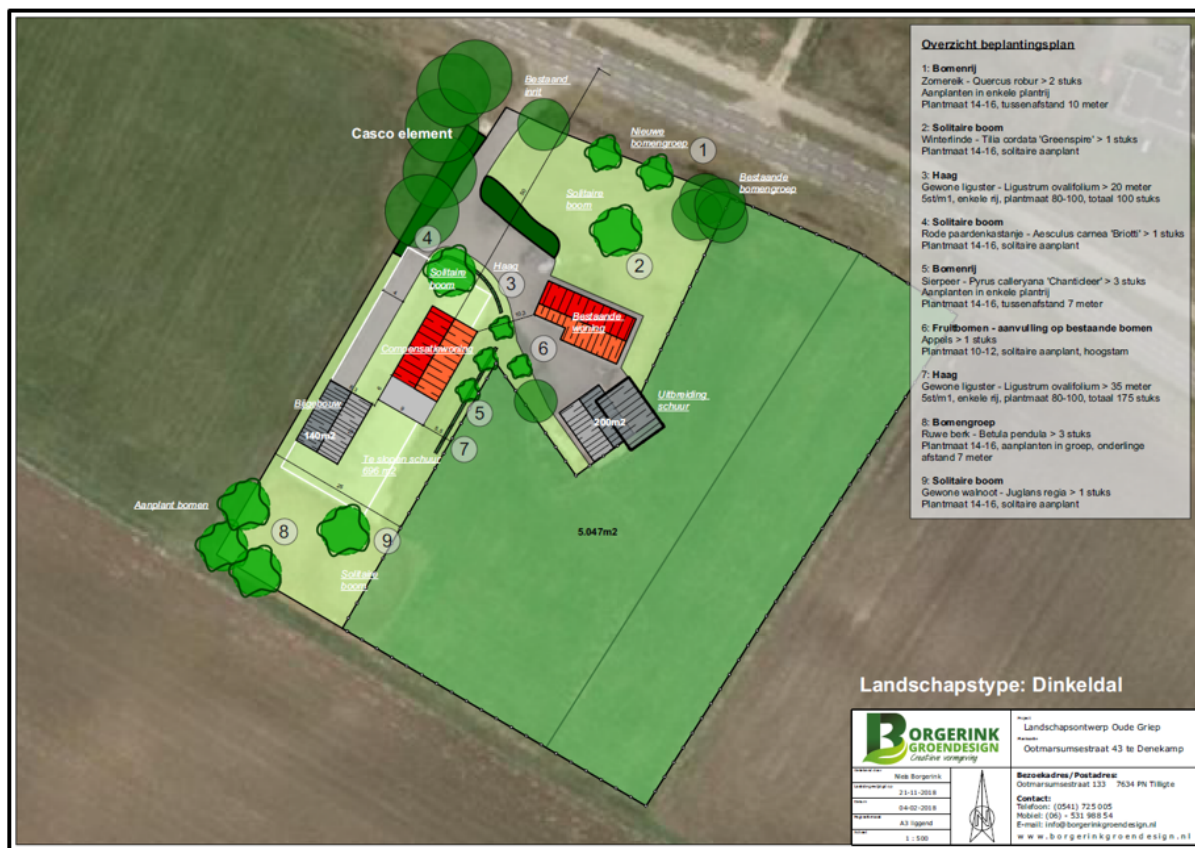 Overzicht beplantingsplan
1: Bomenrij
Zomereik - Quercus robur > 2 stuks
Aanplanten in enkele plantrij
Plantmaat 14-16, tussenafstand 10 meter
2: Solitaire boom
Winterlinde - Tilia cordata 'Greenspire' > 1 stuks
Plantmaat 14-16, solitaire aanplant
3: Haag
Gewone liguster - Ligustrum ovalifolium > 20 meter
5st/m1, enkele rij, plantmaat 80-100, totaal 100 stuks
4: Solitaire boom
Rode paardenkastanje - Aesculus carnea 'Briotti' > 1 stuks
Plantmaat 14-16, solitaire aanplant
5: Bomenrij
Sierpeer - Pyrus calleryana 'Chantideer' > 3 stuks
Aanplanten in enkele plantrij
Plantmaat 14-16, tussenafstand 7 meter
6: Fruitbomen - aanvulling op bestaande bomen
Appels > 1 stuks
Plantmaat 10-12, solitaire aanplant, hoogstam
7: Haag
Gewone liguster - Ligustrum ovalifolium > 35 meter
5st/m1, enkele rij, plantmaat 80-100, totaal 175 stuks
8: Bomengroep
Ruwe berk - Betula pendula > 3 stuks
Plantmaat 14-16, aanplanten in groep, onderlinge
afstand 7 meter
9: Solitaire boom
Gewone walnoot - Juglans regia > 1 stuks
Plantmaat 14-16, solitaire aanplant
Bestaand
inrit
Casco element
Nieuwe
bomengroep
1
Bestaande
bomengroep
Solitaire
boom
2
4
Solitaire
boom
Haag
3
10,3
Bestaande
woning
Compensatiewoning
6
Uitbreiding
schuur
Bijgebouw
140m2
200m2
5
7
Te slopen schuur
696 m2
25
Aanplant bomen
8
9
Solitaire
boom
5.047m2
Landschapstype: Dinkeldal
BORGERINK
GROENDESIGN
Creatieve vormgeving
Landschapsontwerp Oude Griep
Ootmarsumsestraat 43 te Denekamp
Niek Borgerink
21-11-2018
04-02-2018
A3 liggend
1 : 500
N
Bezoekadres/Postadres:
Ootmarsumsestraat 133 7634 PN Tilligte
Contact:
Telefoon: (0541) 725 005
Mobiel: (06) - 531 988 54
E-mail: info@borgerinkgroendesign.nl
www.borgerinkgroendesign.nl